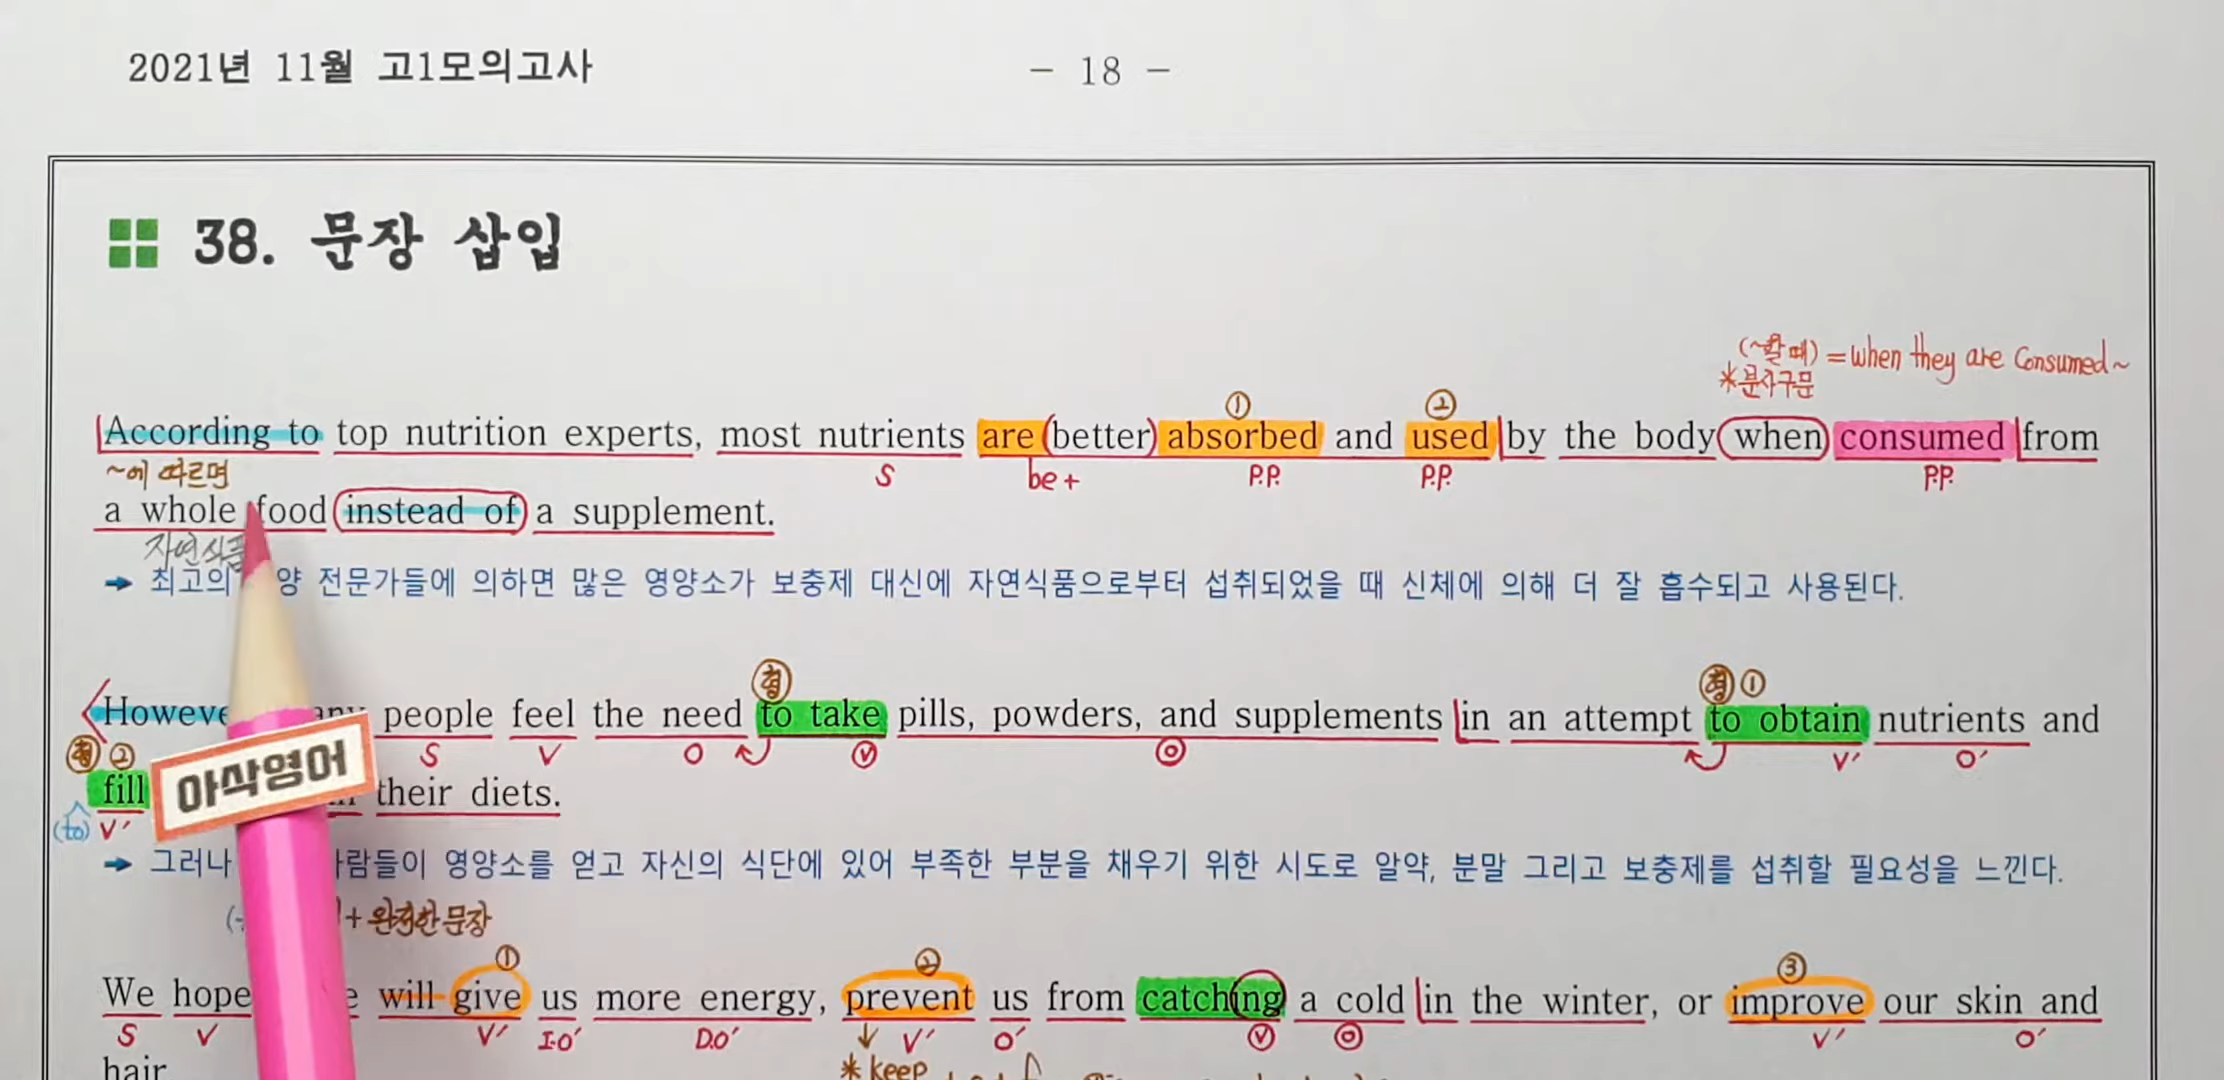 2021년 11월 고1모의고사
- 18 -
38. 문장 삽입
(~할 때) = when they are consumed~
*분사구문
① ②
According to top nutrition experts, most nutrients are (better) absorbed and used by the body when consumed from
~에 따르면 S be + P.P. P.P. P.P.
a whole food instead of a supplement.
자연식품
➡ 최고의 양 전문가들에 의하면 많은 영양소가 보충제 대신에 자연식품으로부터 섭취되었을 때 신체에 의해 더 잘 흡수되고 사용된다.
형 형 ①
However people feel the need to take pills, powders, and supplements in an attempt to obtain nutrients and
형 ② S V O V O V′ O′
fill their diets.
(to) V′
아삭영어
➡ 그러나 람들이 영양소를 얻고 자신의 식단에 있어 부족한 부분을 채우기 위한 시도로 알약, 분말 그리고 보충제를 섭취할 필요성을 느낀다.
+ 완전한 문장
① ② ③
We hope will give us more energy, prevent us from catching a cold in the winter, or improve our skin and
S V V′ I.O′ D.O′ V′ O′ V O V′ O′
* keep
hair